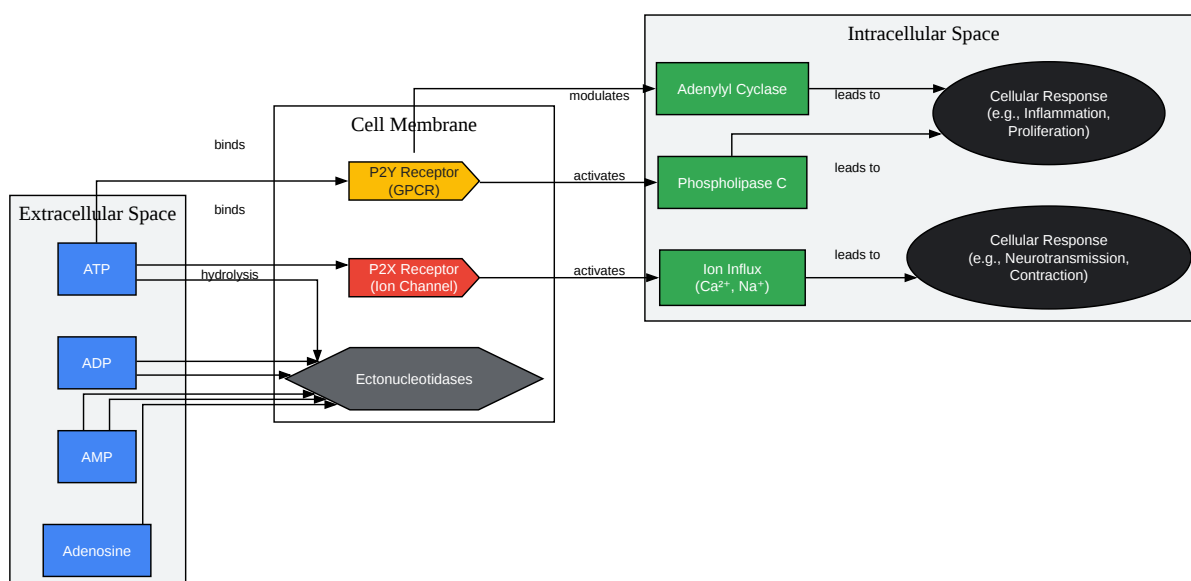 Intracellular Space
Adenylyl Cyclase
modulates
leads to
Cellular Response
(e.g., Inflammation,
Proliferation)
Cell Membrane
binds
P2Y Receptor
(GPCR)
activates
Phospholipase C
leads to
Extracellular Space
binds
ATP
hydrolysis
P2X Receptor
(Ion Channel)
activates
Ion Influx
(Ca²⁺, Na⁺)
leads to
Cellular Response
(e.g., Neurotransmission,
Contraction)
ADP
Ectonucleotidases
AMP
Adenosine